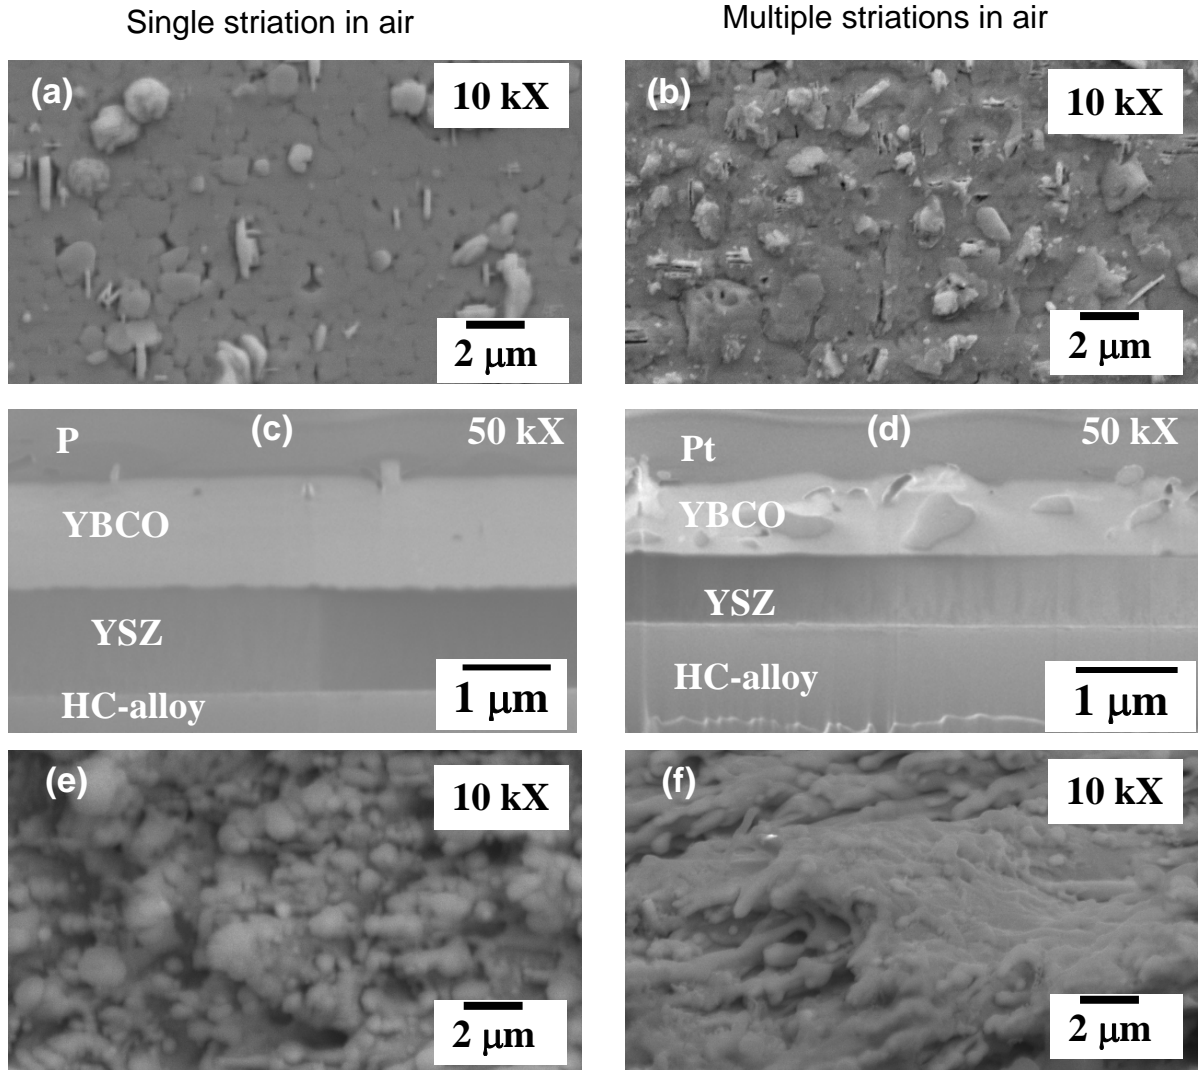 Single striation in air
Multiple striations in air
(a)
10 kX
2 μm
(b)
10 kX
2 μm
(c)
50 kX
P
YBCO
YSZ
HC-alloy
1 μm
(d)
50 kX
Pt
YBCO
YSZ
HC-alloy
1 μm
(e)
10 kX
2 μm
(f)
10 kX
2 μm